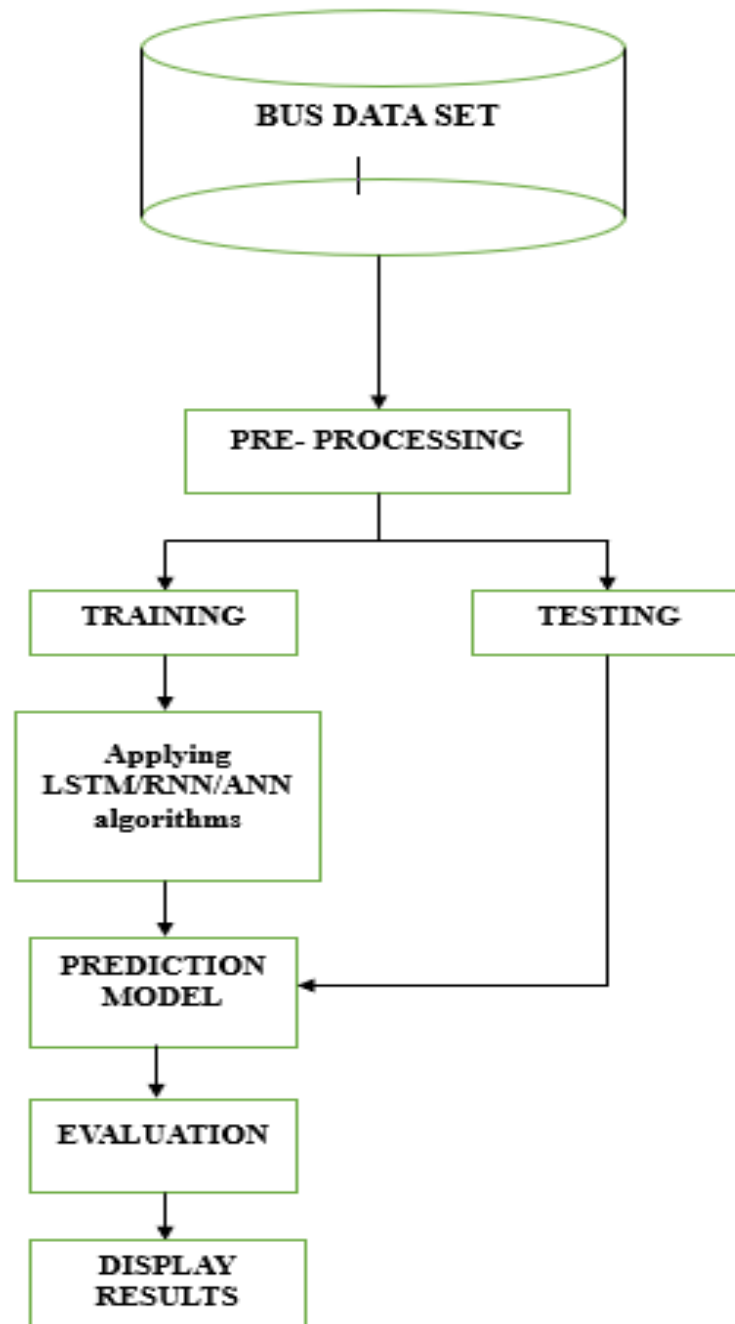 BUS DATA SET
PRE- PROCESSING
TRAINING
TESTING
Applying
LSTM/RNN/ANN
algorithms
PREDICTION
MODEL
EVALUATION
DISPLAY
RESULTS